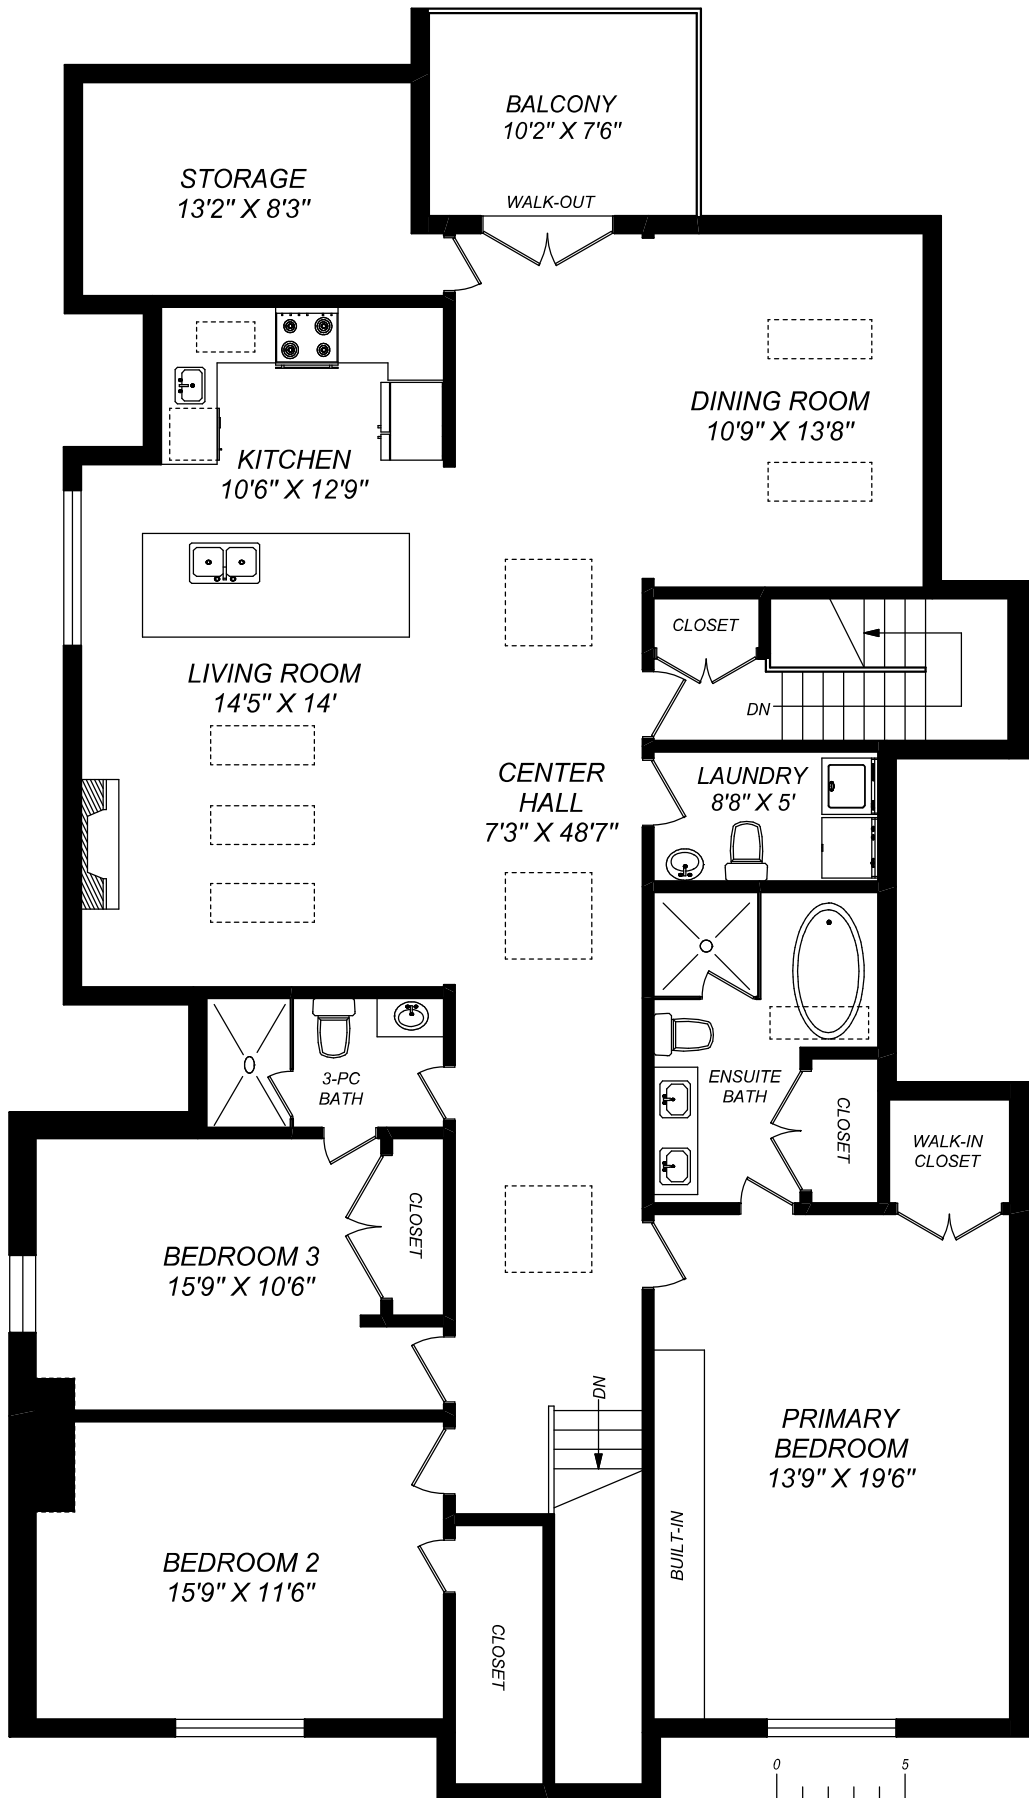 BALCONY
10'2" X 7'6"
WALK-OUT
STORAGE
13'2" X 8'3"
DINING ROOM
10'9" X 13'8"
KITCHEN
10'6" X 12'9"
CLOSET
DN
LIVING ROOM
14'5" X 14'
CENTER
HALL
7'3" X 48'7"
LAUNDRY
8'8" X 5'
3-PC
BATH
ENSUITE
BATH
CLOSET
WALK-IN
CLOSET
CLOSET
BEDROOM 3
15'9" X 10'6"
DN
PRIMARY
BEDROOM
13'9" X 19'6"
BUILT-IN
BEDROOM 2
15'9" X 11'6"
CLOSET
0 5